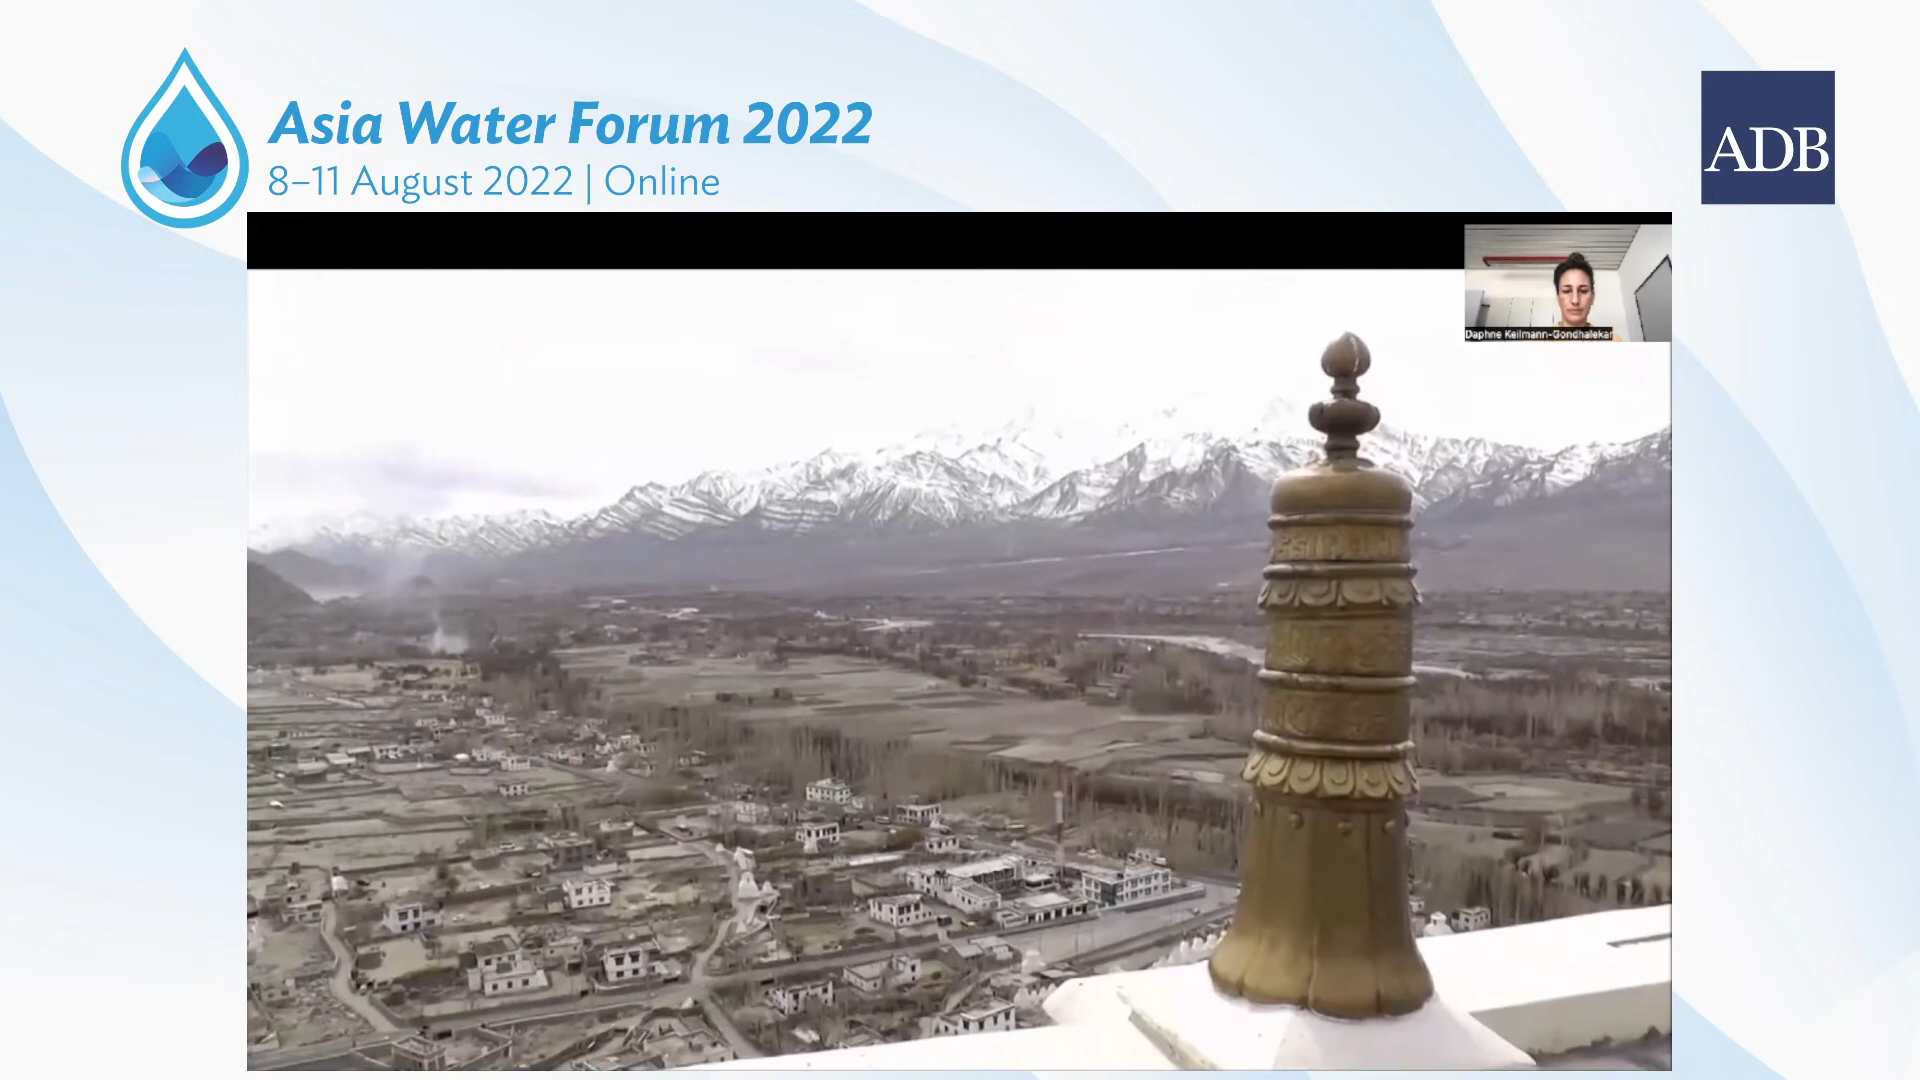 Asia Water Forum 2022
8–11 August 2022 | Online
ADB
Daphne Keilmann-Gondhalekar